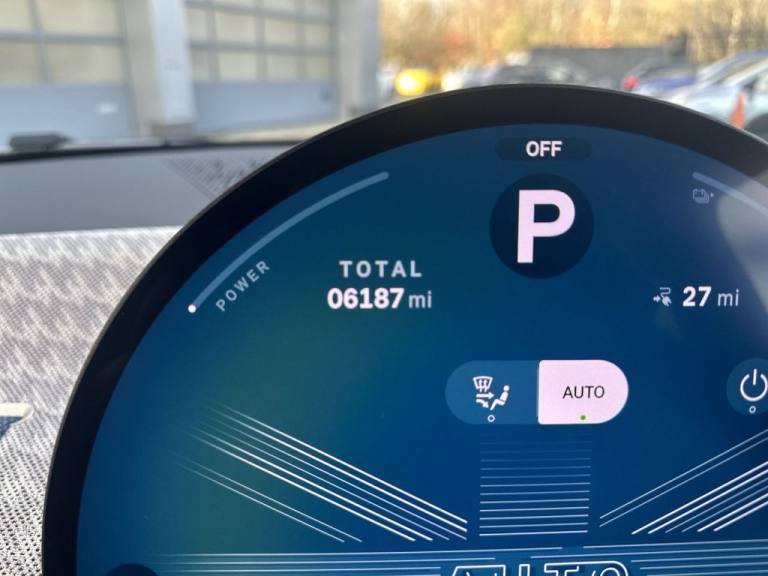 OFF
P
POWER
TOTAL
06187 mi
27 mi
AUTO